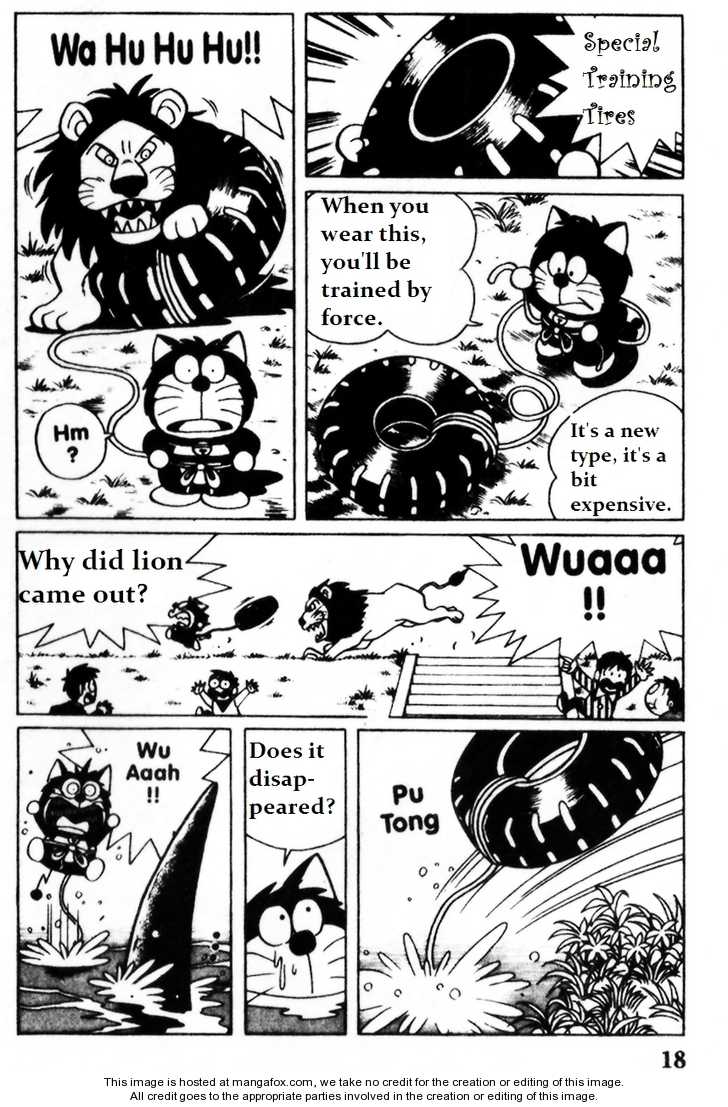 Special
Training
Tires
Wa Hu Hu Hu!!
Hm
?
When you
wear this,
you'll be
trained by
force.
It's a new
type, it's a
bit
expensive.
Why did lion
came out?
Wuaaa
!!
Wu
Aaah
!!
Does it
disap-
peared?
Pu
Tong
18
This image is hosted at mangafox.com, we take no credit for the creation or editing of this image.
All credit goes to the appropriate parties involved in the creation or editing of this image.